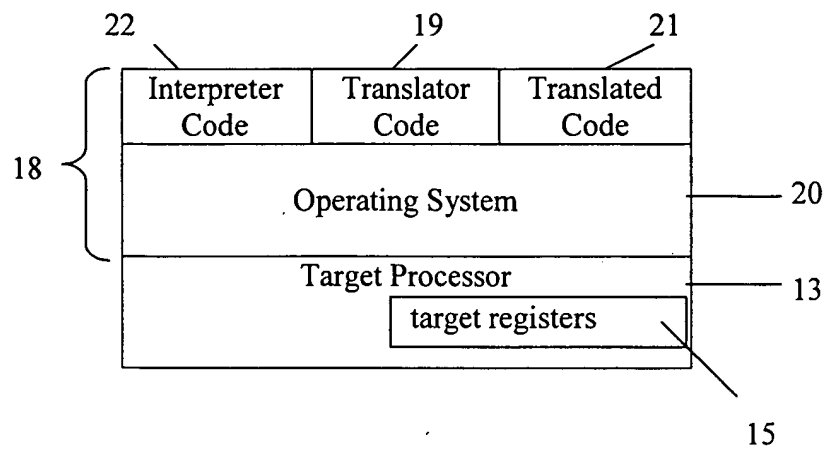 22 19 21
Interpreter Code
Translator Code
Translated Code
18
Operating System
20
Target Processor
13
target registers
15